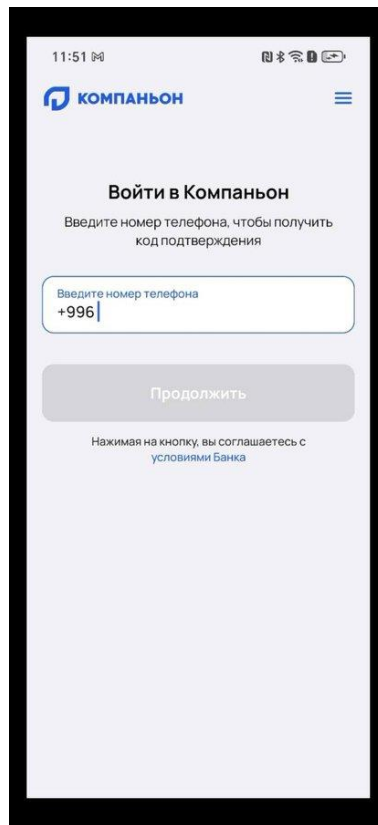 11:51
КОМПАНЬОН
Войти в Компаньон
Введите номер телефона, чтобы получить
код подтверждения
Введите номер телефона
+996
Продолжить
Нажимая на кнопку, вы соглашаетесь с
условиями Банка